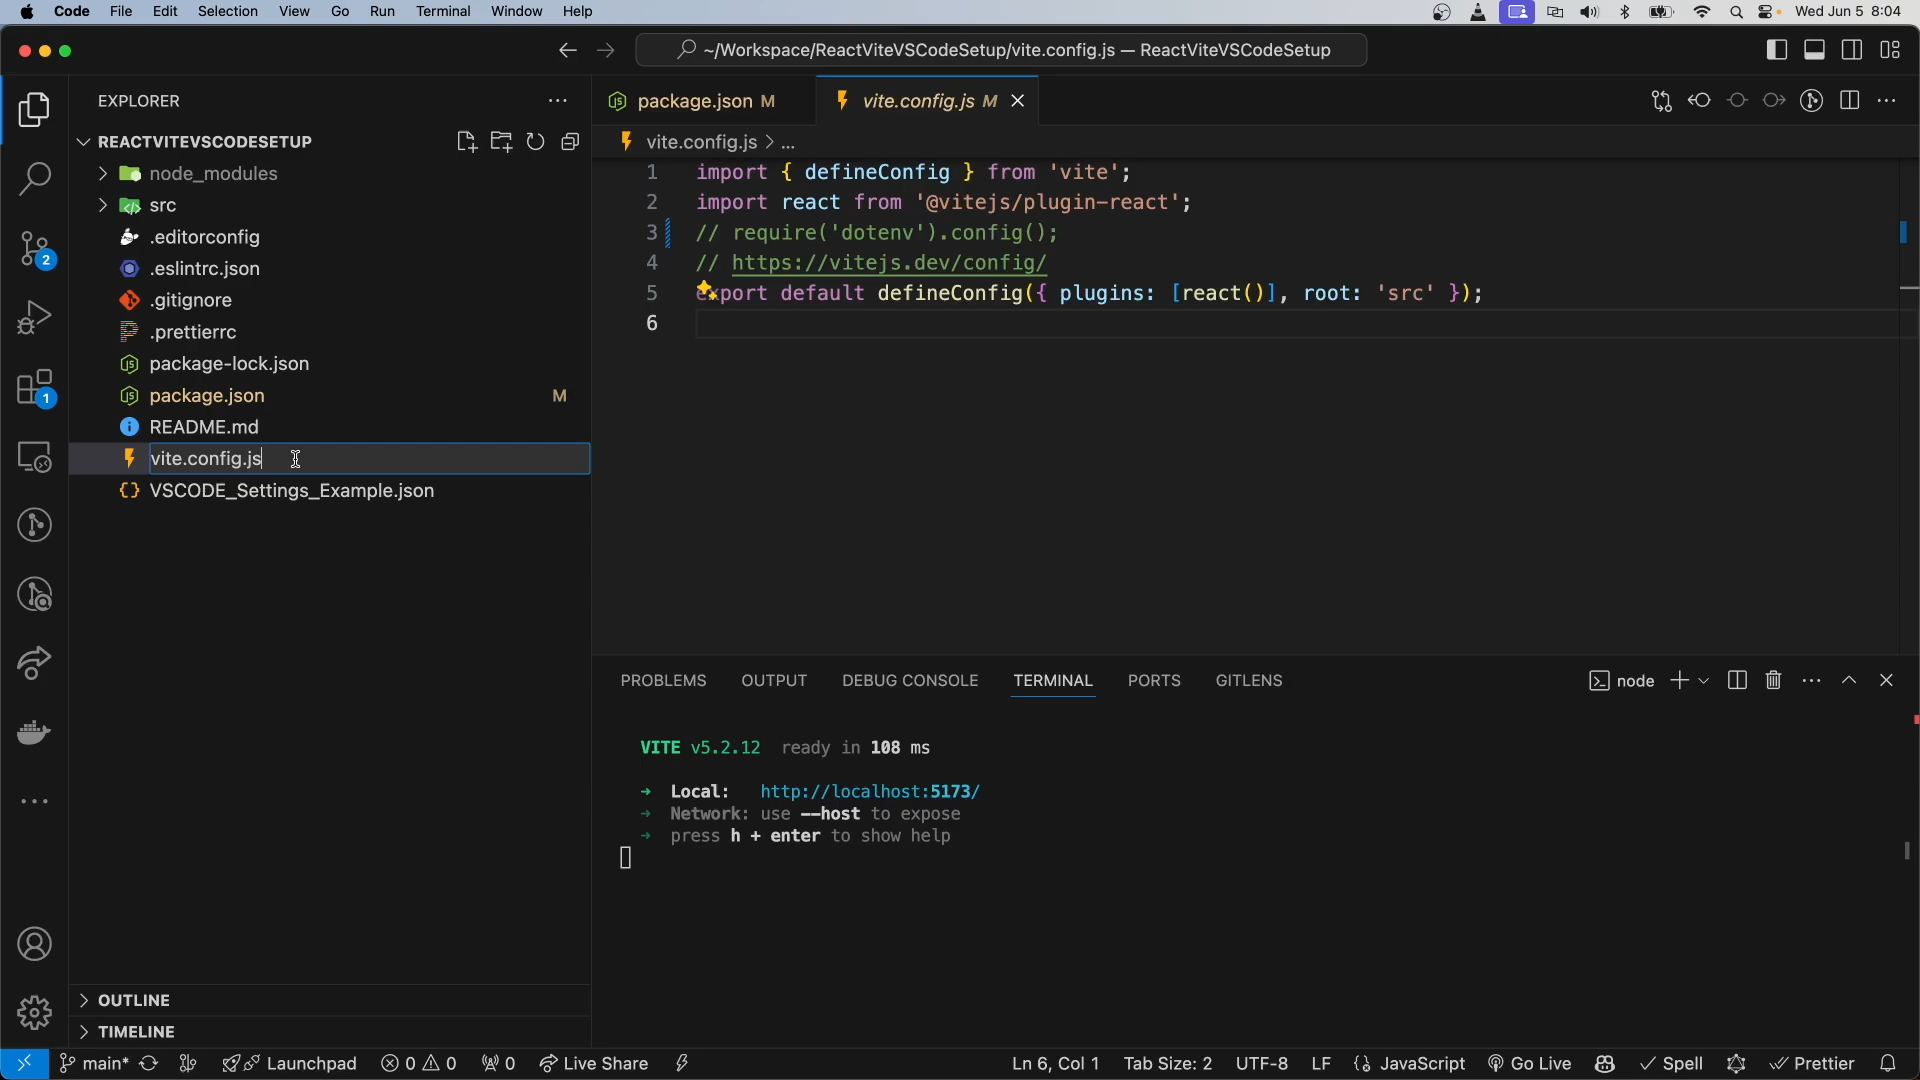 Code File Edit Selection View Go Run Terminal Window Help Wed Jun 5 8:04
~/Workspace/ReactViteVSCodeSetup/vite.config.js — ReactViteVSCodeSetup
EXPLORER
REACTVITEVSCODESETUP
node_modules
src
.editorconfig
.eslintrc.json
.gitignore
.prettierrc
package-lock.json
package.json M
README.md
vite.config.js
VSCODE_Settings_Example.json
OUTLINE
TIMELINE
2
1
package.json M vite.config.js M
vite.config.js > ...
1 import { defineConfig } from 'vite';
2 import react from '@vitejs/plugin-react';
3 // require('dotenv').config();
4 // https://vitejs.dev/config/
5 export default defineConfig({ plugins: [react()], root: 'src' });
6
PROBLEMS OUTPUT DEBUG CONSOLE TERMINAL PORTS GITLENS node
VITE v5.2.12 ready in 108 ms
➜ Local: http://localhost:5173/
➜ Network: use --host to expose
➜ press h + enter to show help
main* Launchpad 0 0 0 Live Share Ln 6, Col 1 Tab Size: 2 UTF-8 LF JavaScript Go Live Spell Prettier